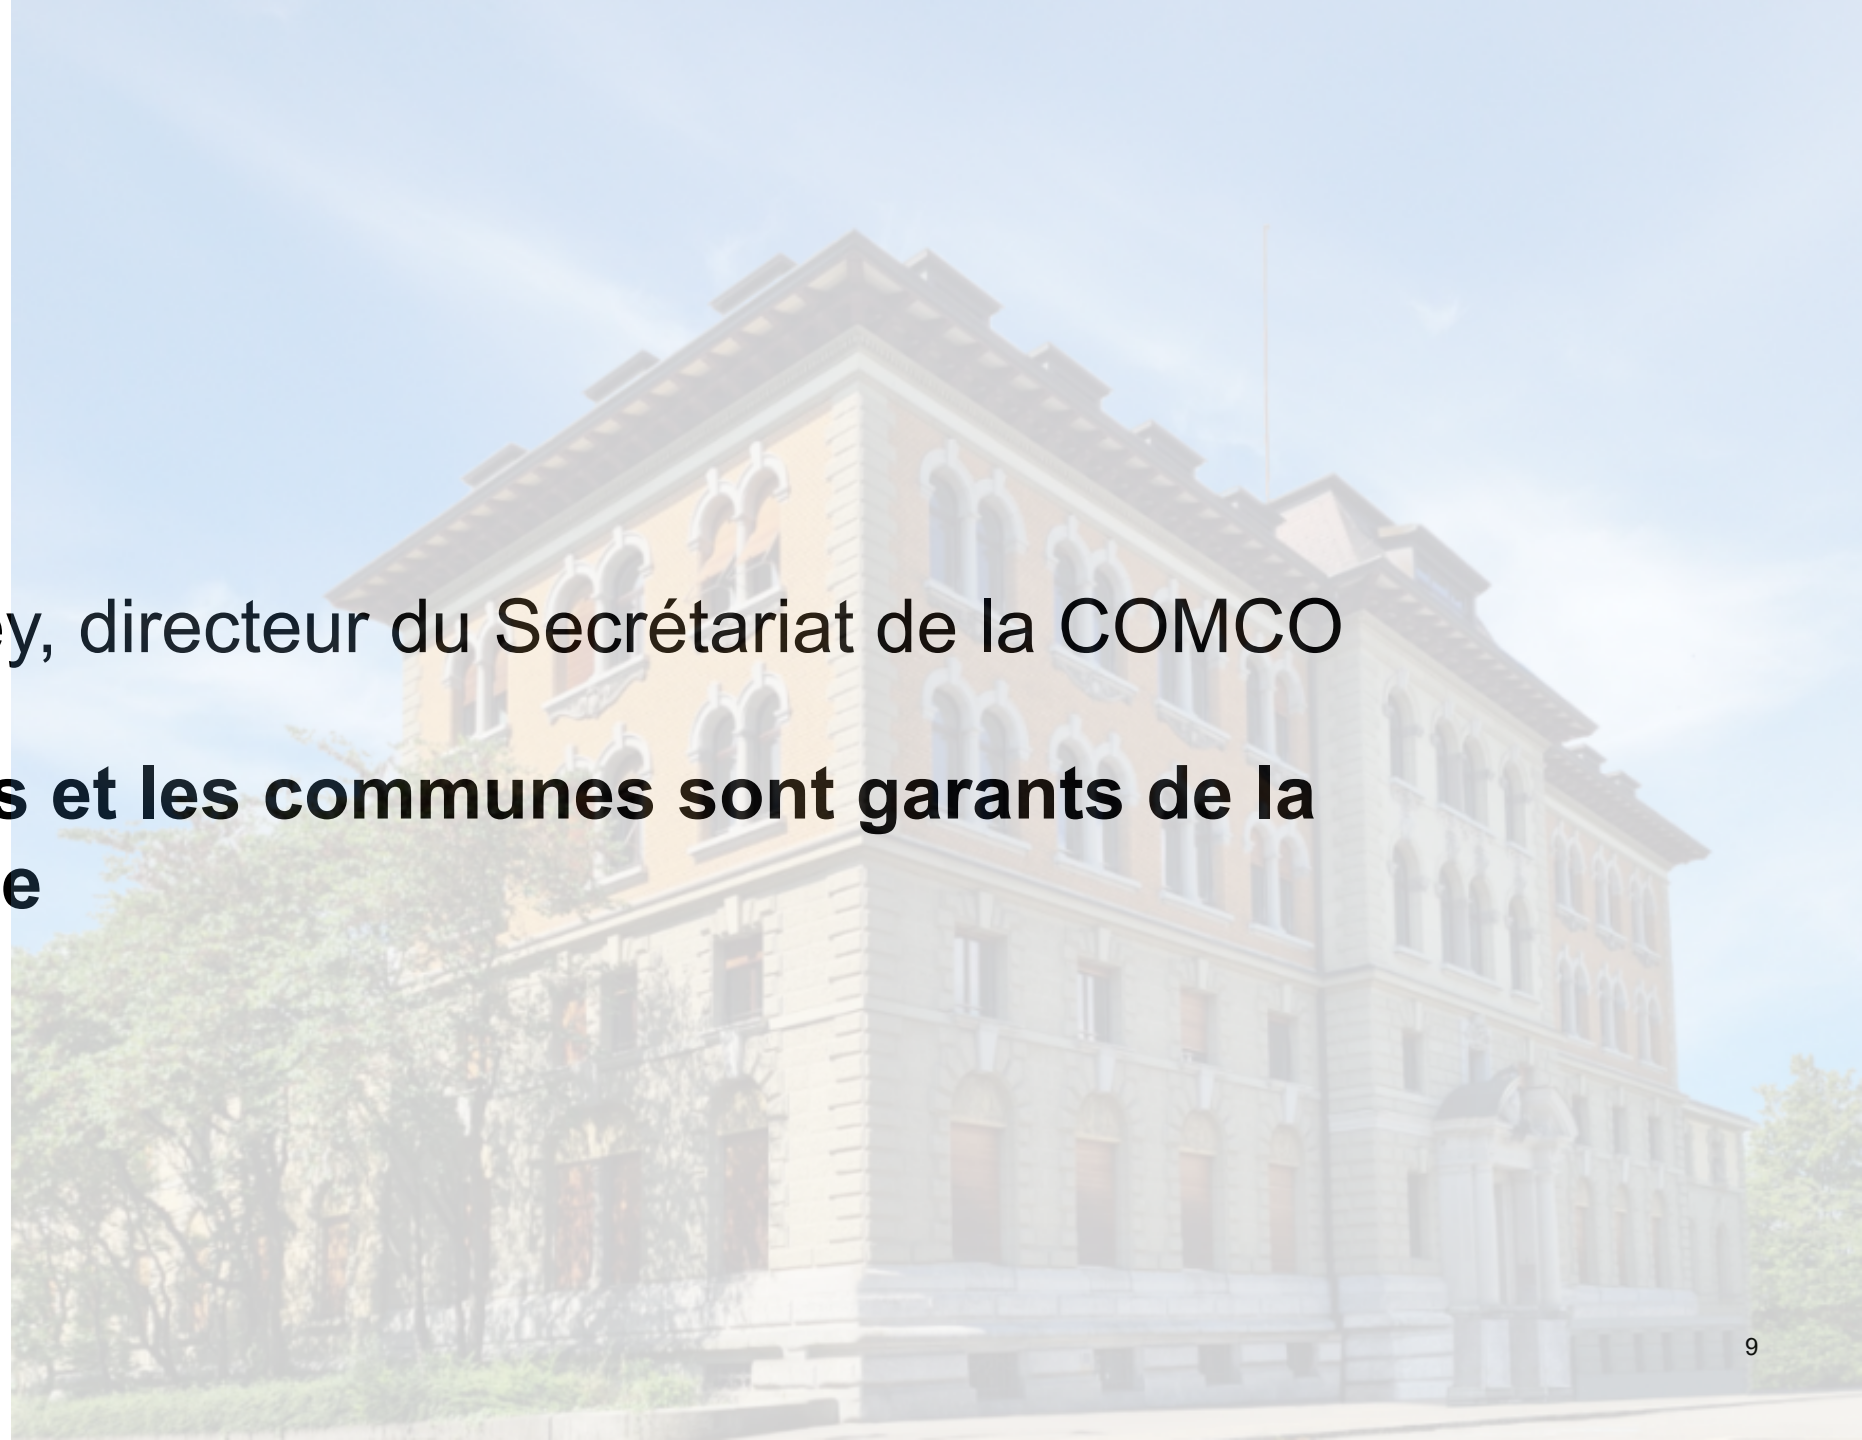 ey, directeur du Secrétariat de la COMCO
s et les communes sont garants de la
e
9